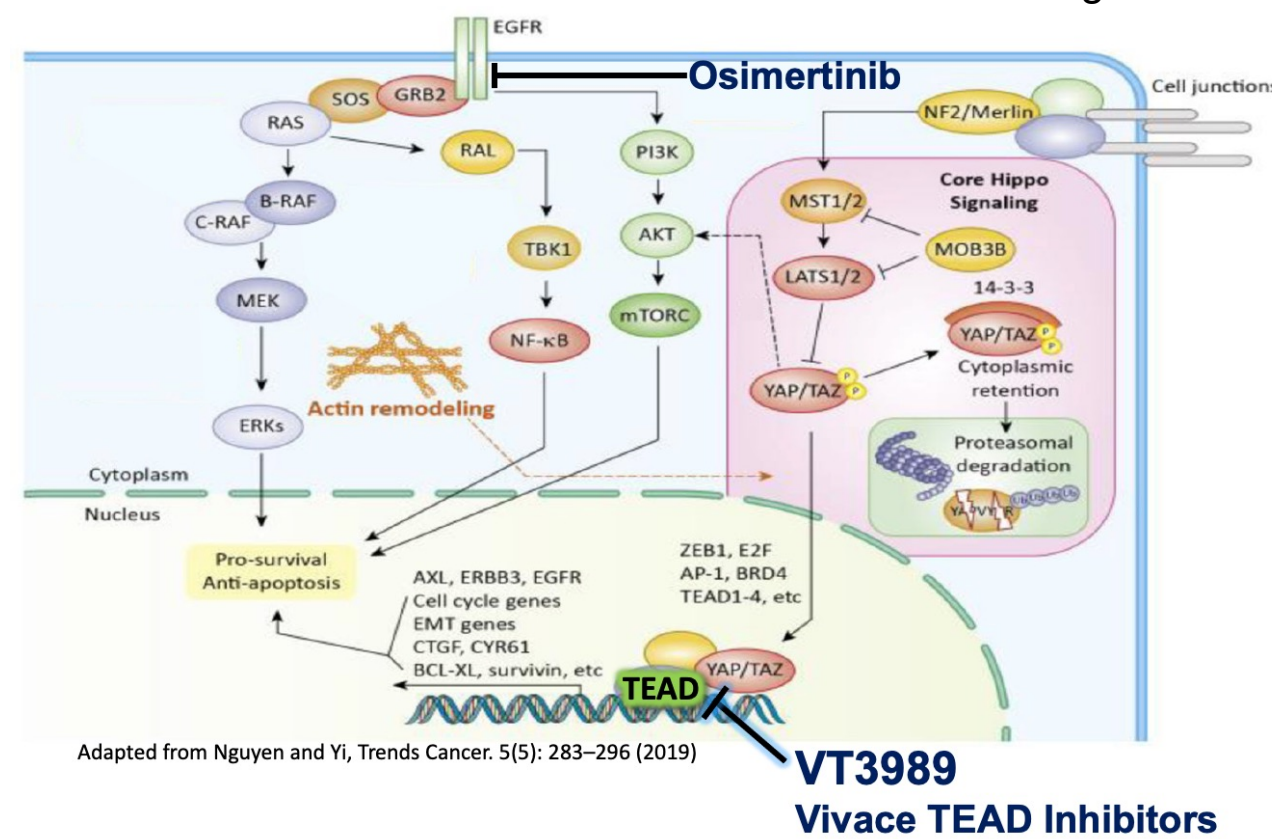 EGFR
Osimertinib
Cell junctions
SOS
GRB2
NF2/Merlin
RAS
RAL
PI3K
Core Hippo
Signaling
B-RAF
C-RAF
MST1/2
TBK1
AKT
MOB3B
LATS1/2
14-3-3
MEK
mTORC
NF-κB
YAP/TAZ
P
P
Cytoplasmic
retention
YAP/TAZ
P
P
Actin remodeling
ERKs
Proteasomal
degradation
Cytoplasm
Nucleus
Ub Ub Ub Ub
Pro-survival
Anti-apoptosis
ZEB1, E2F
AP-1, BRD4
TEAD1-4, etc
AXL, ERBB3, EGFR
Cell cycle genes
EMT genes
CTGF, CYR61
BCL-XL, survivin, etc
YAP/TAZ
TEAD
Adapted from Nguyen and Yi, Trends Cancer. 5(5): 283–296 (2019)
VT3989
Vivace TEAD Inhibitors